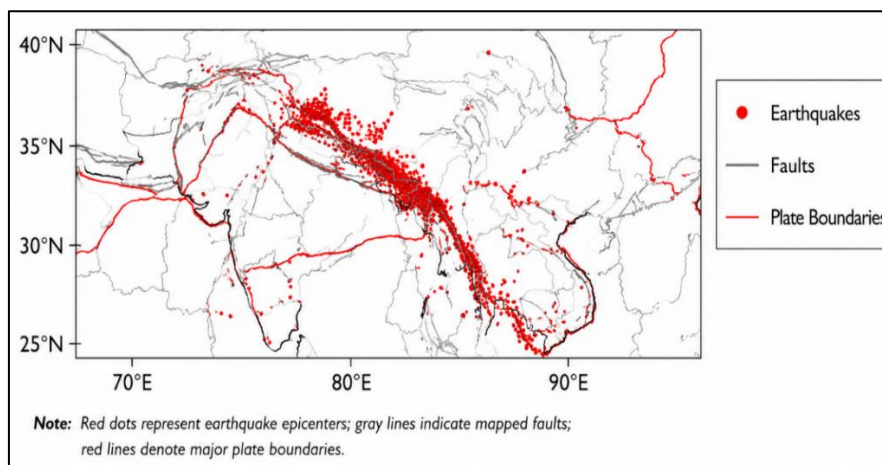 40°N
35°N
30°N
25°N
70°E 80°E 90°E
Earthquakes
Faults
Plate Boundaries
Note: Red dots represent earthquake epicenters; gray lines indicate mapped faults;
red lines denote major plate boundaries.